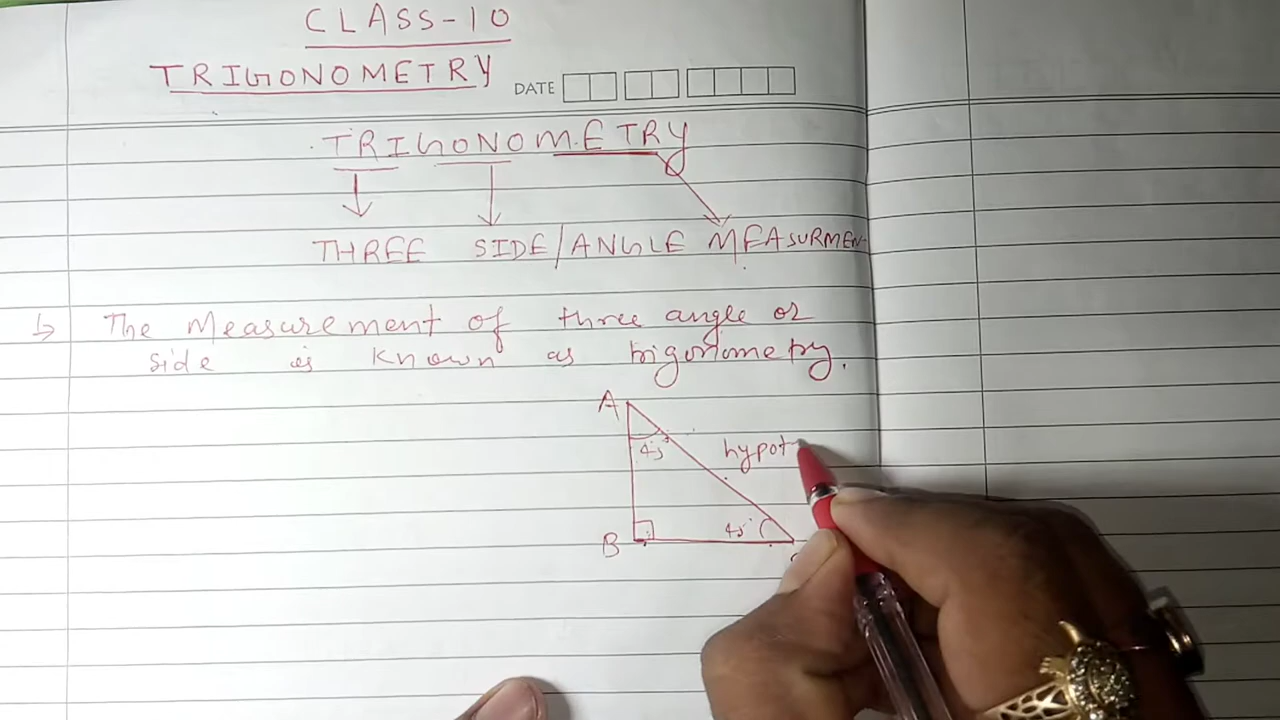 CLASS-10
TRIGONOMETRY
DATE
TRIGONOMETRY
THREE SIDE/ANGLE MEASURMEN
The Measurement of three angle or
side is known as trigonometry.
A
45°
hypot
B
45°